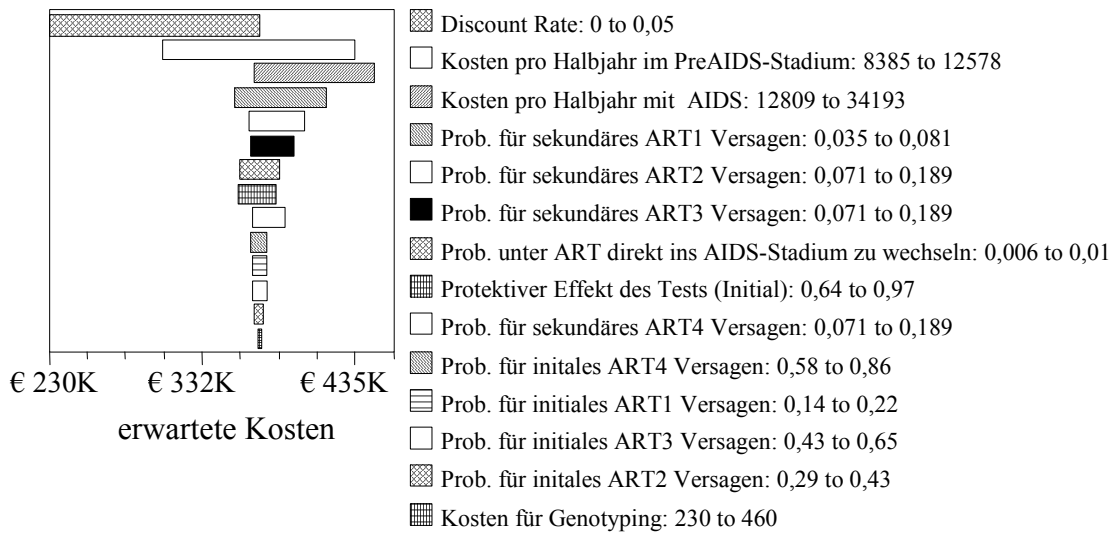 Discount Rate: 0 to 0,05
Kosten pro Halbjahr im PreAIDS-Stadium: 8385 to 12578
Kosten pro Halbjahr mit AIDS: 12809 to 34193
Prob. für sekundäres ART1 Versagen: 0,035 to 0,081
Prob. für sekundäres ART2 Versagen: 0,071 to 0,189
Prob. für sekundäres ART3 Versagen: 0,071 to 0,189
Prob. unter ART direkt ins AIDS-Stadium zu wechseln: 0,006 to 0,01
Protektiver Effekt des Tests (Initial): 0,64 to 0,97
Prob. für sekundäres ART4 Versagen: 0,071 to 0,189
Prob. für initales ART4 Versagen: 0,58 to 0,86
Prob. für initiales ART1 Versagen: 0,14 to 0,22
Prob. für initiales ART3 Versagen: 0,43 to 0,65
Prob. für initales ART2 Versagen: 0,29 to 0,43
Kosten für Genotyping: 230 to 460
€ 230K € 332K € 435K
erwartete Kosten